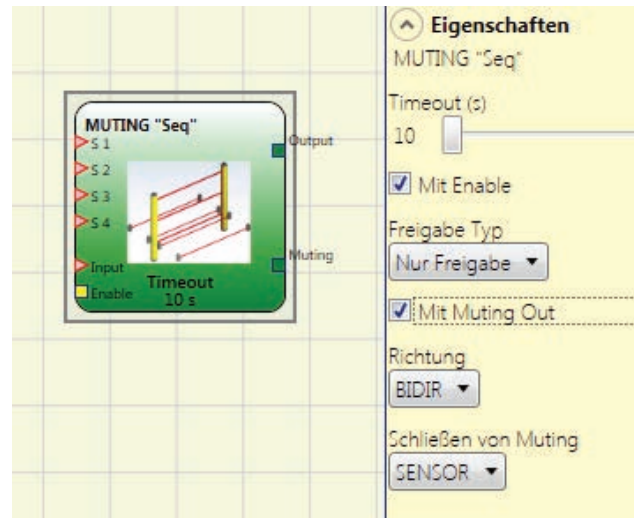 MUTING "Seq"
S 1
S 2
S 3
S 4
Input
Enable
Output
Muting
Timeout
10 s
Eigenschaften
MUTING "Seq"
Timeout (s)
10
Mit Enable
Freigabe Typ
Nur Freigabe
Mit Muting Out
Richtung
BIDIR
Schließen von Muting
SENSOR